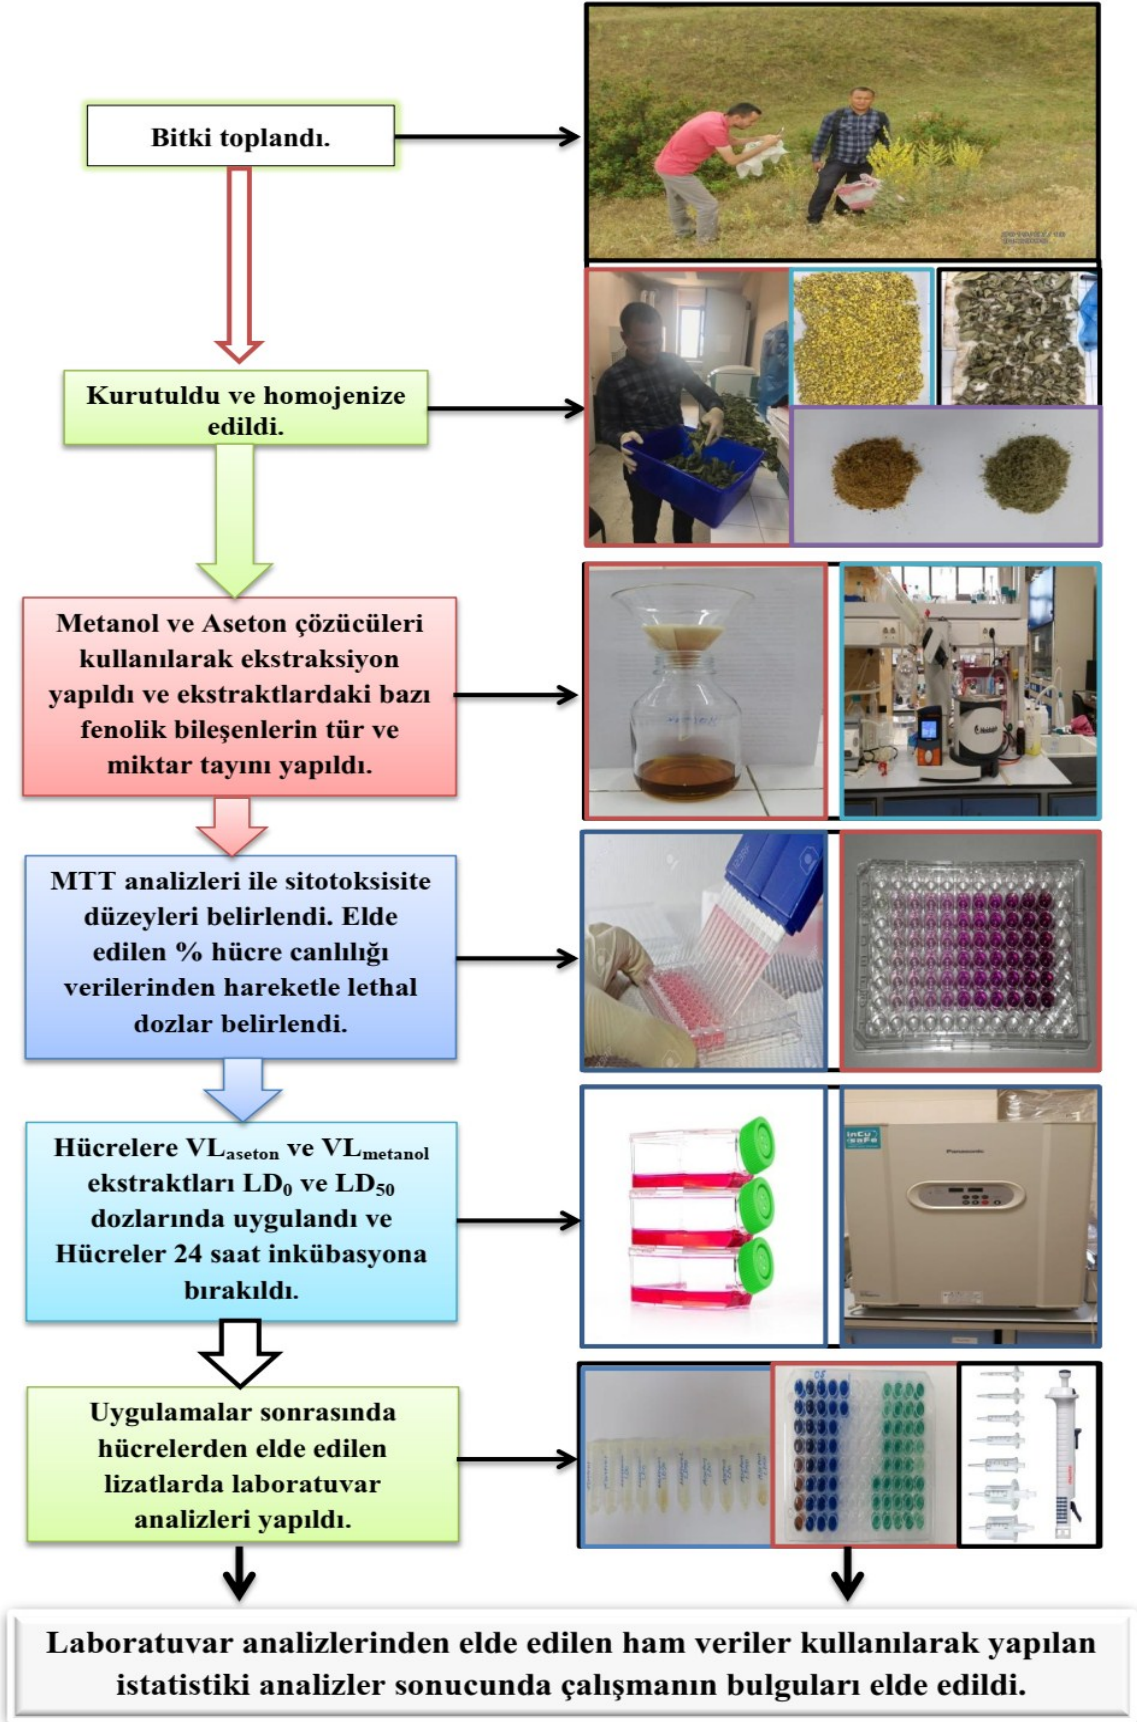 Bitki toplandı.
Kurutuldu ve homojenize
edildi.
Metanol ve Aseton çözücüleri
kullanılarak ekstraksiyon
yapıldı ve ekstraktlardaki bazı
fenolik bileşenlerin tür ve
miktar tayını yapıldı.
MTT analizleri ile sitotoksisite
düzeyleri belirlendi. Elde
edilen % hücre canlılığı
verilerinden hareketle lethal
dozlar belirlendi.
Hücrelere VLaseton ve VLmetanol
ekstraktları LD0 ve LD50
dozlarında uygulandı ve
Hücreler 24 saat inkübasyona
bırakıldı.
Panasonic
Uygulamalar sonrasında
hücrelerden elde edilen
lizatlarda laboratuvar
analizleri yapıldı.
Laboratuvar analizlerinden elde edilen ham veriler kullanılarak yapılan
istatistiki analizler sonucunda çalışmanın bulguları elde edildi.